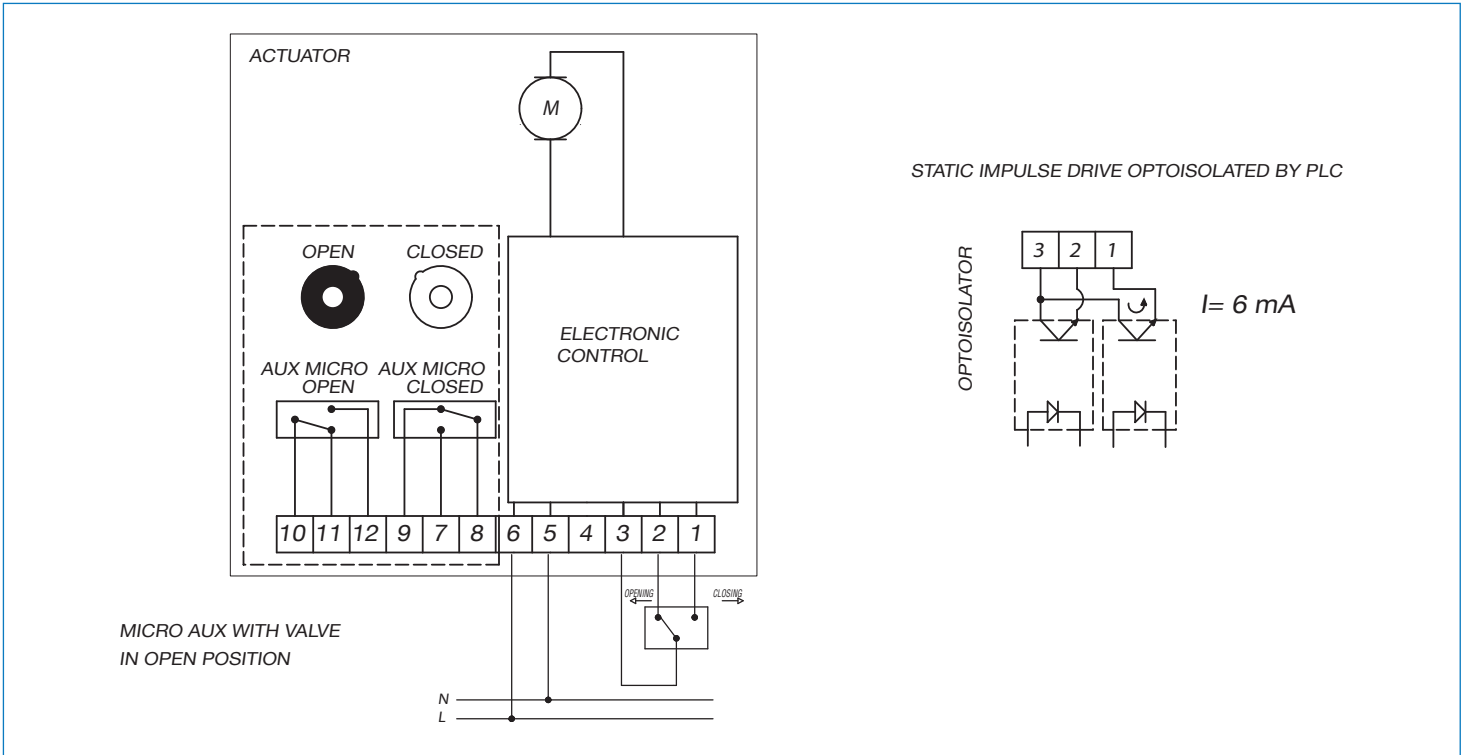 ACTUATOR
M
OPEN CLOSED
AUX MICRO OPEN
AUX MICRO CLOSED
ELECTRONIC
CONTROL
10 11 12 9 7 8 6 5 4 3 2 1
OPENING CLOSING
MICRO AUX WITH VALVE
IN OPEN POSITION
N
L
STATIC IMPULSE DRIVE OPTOISOLATED BY PLC
OPTOISOLATOR
3 2 1
I= 6 mA